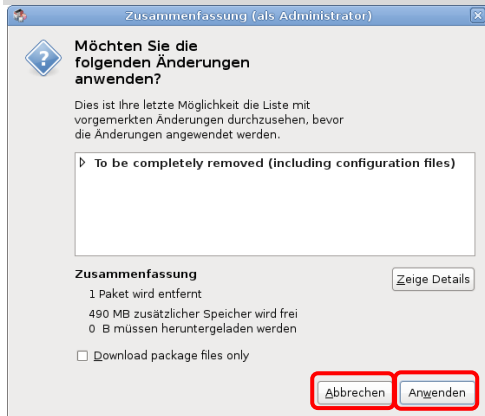 Zusammenfassung (als Administrator)
Möchten Sie die
folgenden Änderungen
anwenden?
Dies ist Ihre letzte Möglichkeit die Liste mit
vorgemerkten Änderungen durchzusehen, bevor
die Änderungen angewendet werden.
To be completely removed (including configuration files)
Zusammenfassung
Zeige Details
1 Paket wird entfernt
490 MB zusätzlicher Speicher wird frei
0 B müssen heruntergeladen werden
Download package files only
Abbrechen
Anwenden